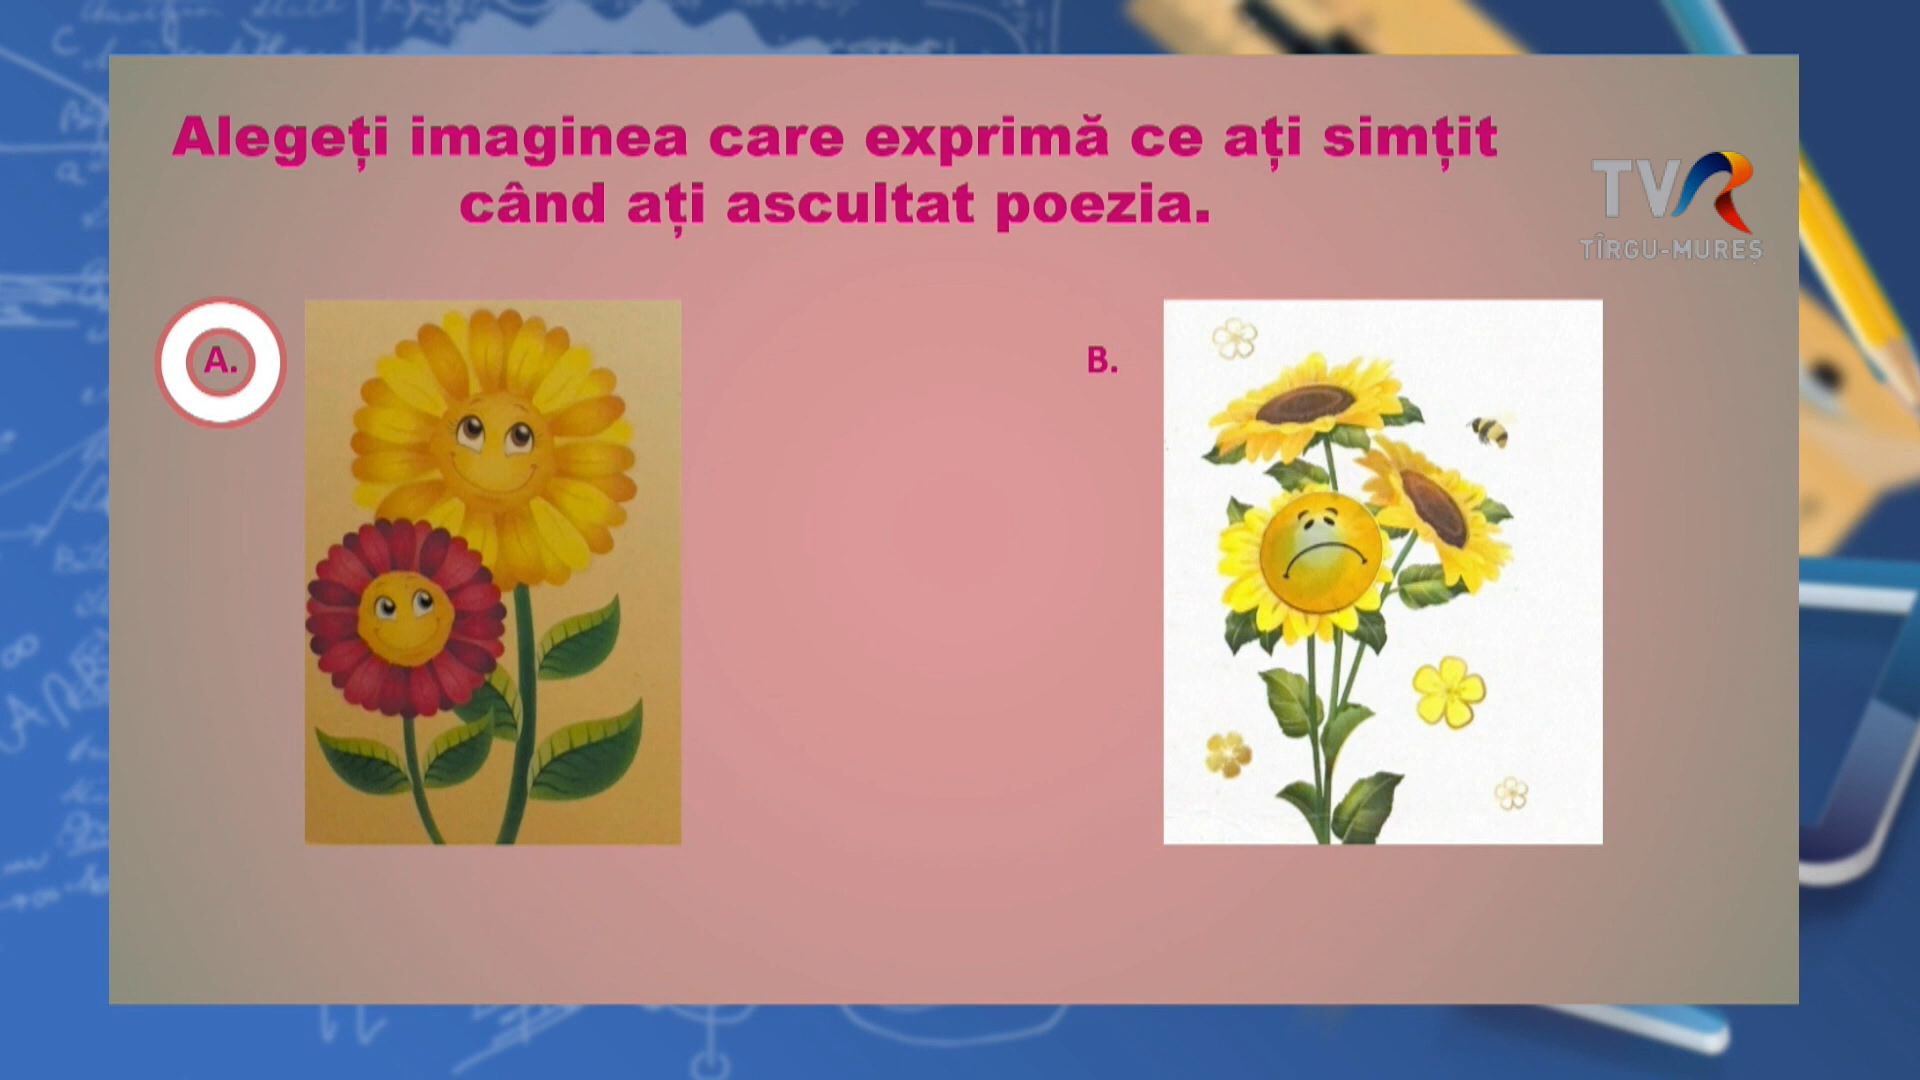 Alegeți imaginea care exprimă ce ați simțit
când ați ascultat poezia.
TVR
TÎRGU-MUREȘ
A.
B.